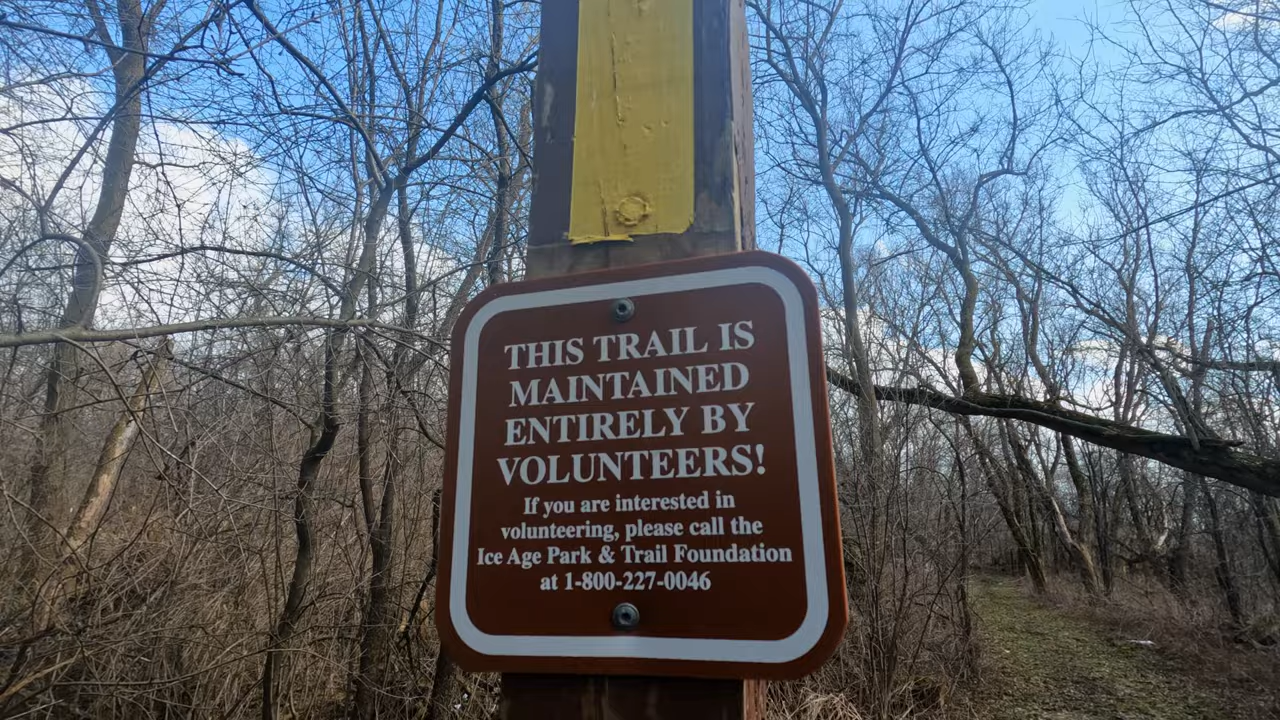 THIS TRAIL IS
MAINTAINED
ENTIRELY BY
VOLUNTEERS!
If you are interested in
volunteering, please call the
Ice Age Park & Trail Foundation
at 1-800-227-0046